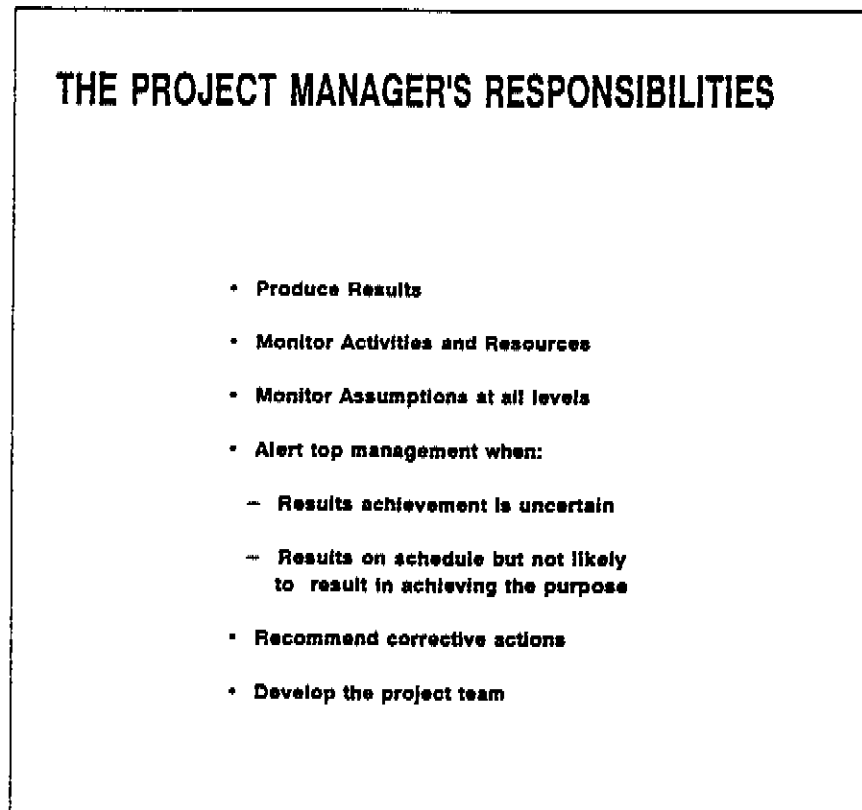 THE PROJECT MANAGER'S RESPONSIBILITIES
• Produce Results
• Monitor Activities and Resources
• Monitor Assumptions at all levels
• Alert top management when:
– Results achievement is uncertain
– Results on schedule but not likely
to result in achieving the purpose
• Recommend corrective actions
• Develop the project team